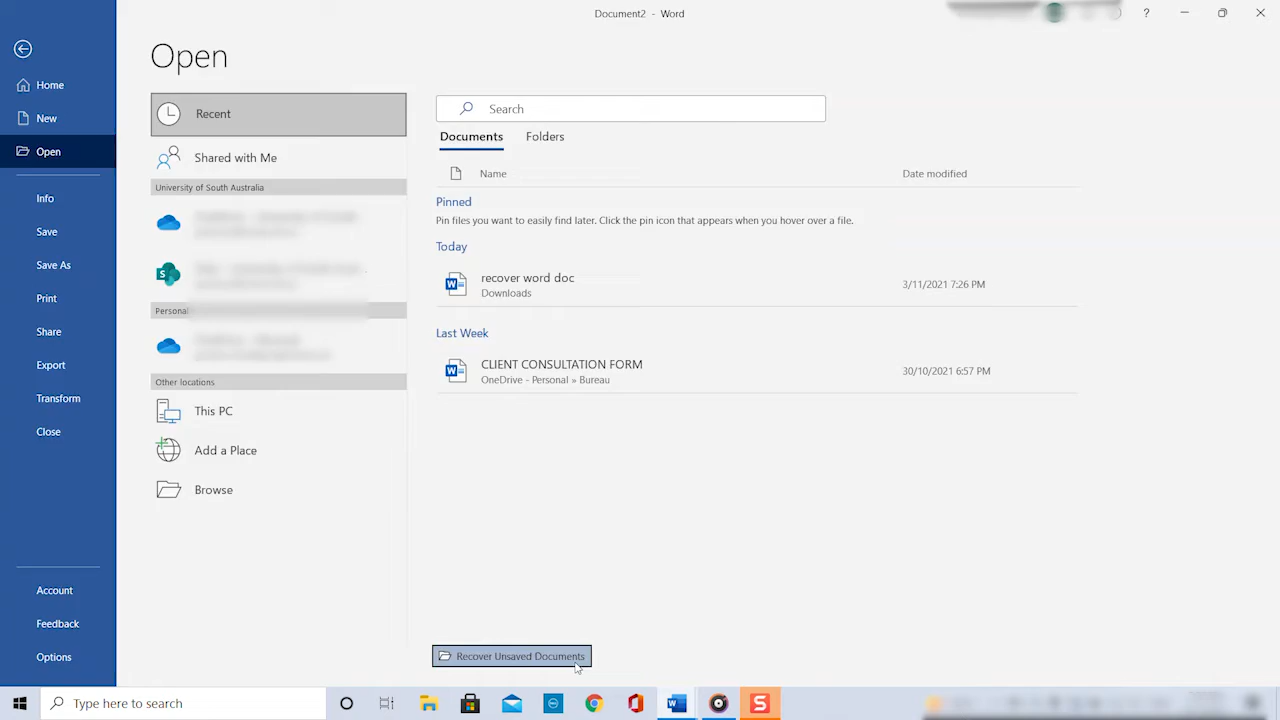 Document2 - Word
?
Open
Home
New
Open
Info
Save
Save As
Print
Share
Export
Transform
Close
Account
Feedback
Options
Recent
Shared with Me
University of South Australia
Personal
Other locations
This PC
Add a Place
Browse
Search
Documents Folders
Name Date modified
Pinned
Pin files you want to easily find later. Click the pin icon that appears when you hover over a file.
Today
recover word doc 3/11/2021 7:26 PM
Downloads
Last Week
CLIENT CONSULTATION FORM 30/10/2021 6:57 PM
OneDrive - Personal » Bureau
Recover Unsaved Documents
Type here to search